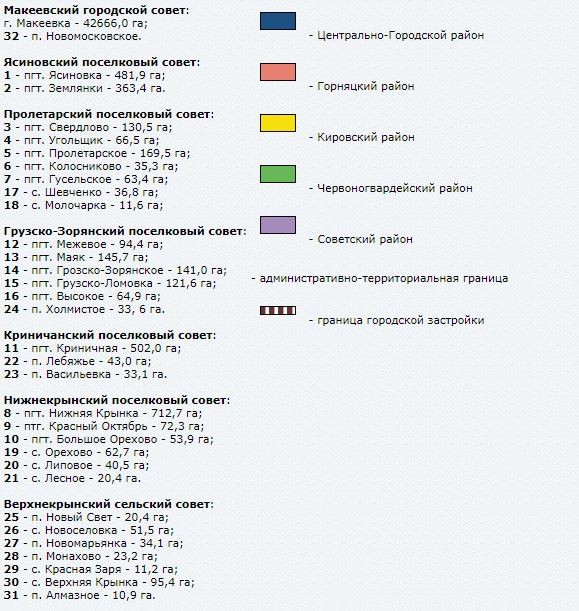 Макеевский городской совет:
г. Макеевка - 42666,0 га;
32 - п. Новомосковское.
Ясиновский поселковый совет:
1 - пгт. Ясиновка - 481,9 га;
2 - пгт. Землянки - 363,4 га.
Пролетарский поселковый совет:
3 - пгт. Свердлово - 130,5 га;
4 - пгт. Угольщик - 66,5 га;
5 - пгт. Пролетарское - 169,5 га;
6 - пгт. Колосниково - 35,3 га;
7 - пгт. Гусельское - 63,4 га;
17 - с. Шевченко - 36,8 га;
18 - с. Молочарка - 11,6 га;
Грузско-Зорянский поселковый совет:
12 - пгт. Межевое - 94,4 га;
13 - пгт. Маяк - 145,7 га;
14 - пгт. Грозско-Зорянское - 141,0 га;
15 - пгт. Грузско-Ломовка - 121,6 га;
16 - пгт. Высокое - 64,9 га;
24 - п. Холмистое - 33, 6 га.
Криничанский поселковый совет:
11 - пгт. Криничная - 502,0 га;
22 - п. Лебяжье - 43,0 га;
23 - п. Васильевка - 33,1 га.
Нижнекрынский поселковый совет:
8 - пгт. Нижняя Крынка - 712,7 га;
9 - птг. Красный Октябрь - 72,3 га;
10 - пгт. Большое Орехово - 53,9 га;
19 - с. Орехово - 62,7 га;
20 - с. Липовое - 40,5 га;
21 - с. Лесное - 20,4 га.
Верхнекрынский сельский совет:
25 - п. Новый Свет - 20,4 га;
26 - с. Новоселовка - 51,5 га;
27 - п. Новомарьянка - 34,1 га;
28 - п. Монахово - 23,2 га;
29 - с. Красная Заря - 11,2 га;
30 - с. Верхняя Крынка - 95,4 га;
31 - п. Алмазное - 10,9 га.
- Центрально-Городской район
- Горняцкий район
- Кировский район
- Червоногвардейский район
- Советский район
- административно-территориальная граница
- граница городской застройки